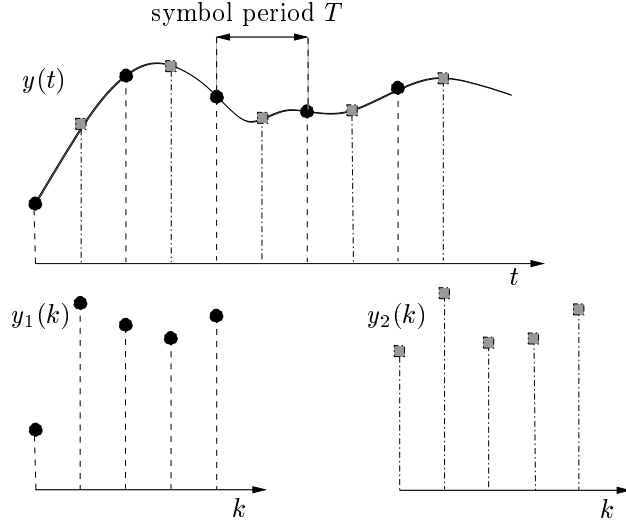 symbol period T
y(t)
t
y₁(k)
y₂(k)
k
k